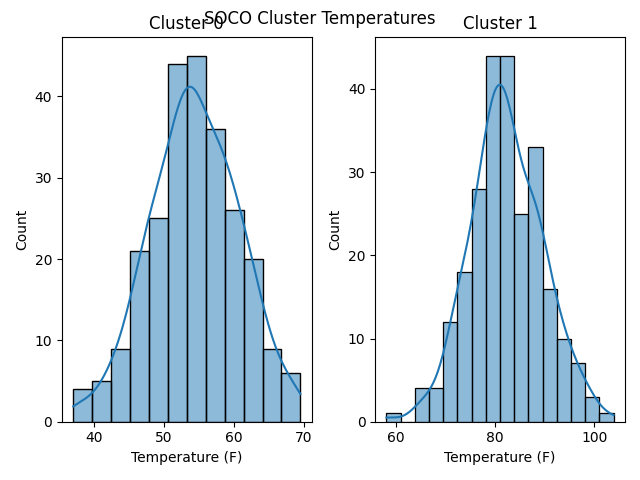 SOCO Cluster Temperatures
Cluster 0
Cluster 1
Count
40
30
20
10
0
40 50 60 70
Temperature (F)
Count
40
30
20
10
0
60 80 100
Temperature (F)